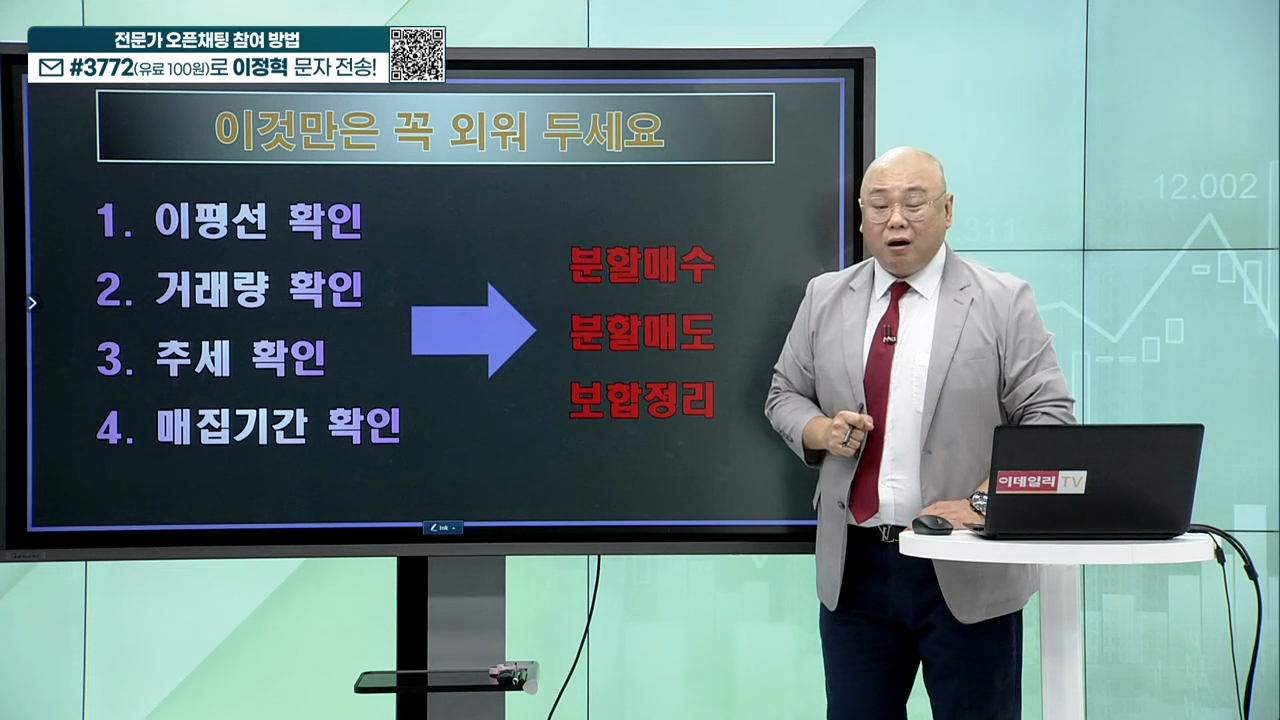 전문가 오픈채팅 참여 방법
#3772(유료 100원)로 이정혁 문자 전송!
이것만은 꼭 외워 두세요
1. 이평선 확인
2. 거래량 확인
3. 추세 확인
4. 매집기간 확인
분할매수
분할매도
보합정리
Ink
12.002
311
이데일리 TV